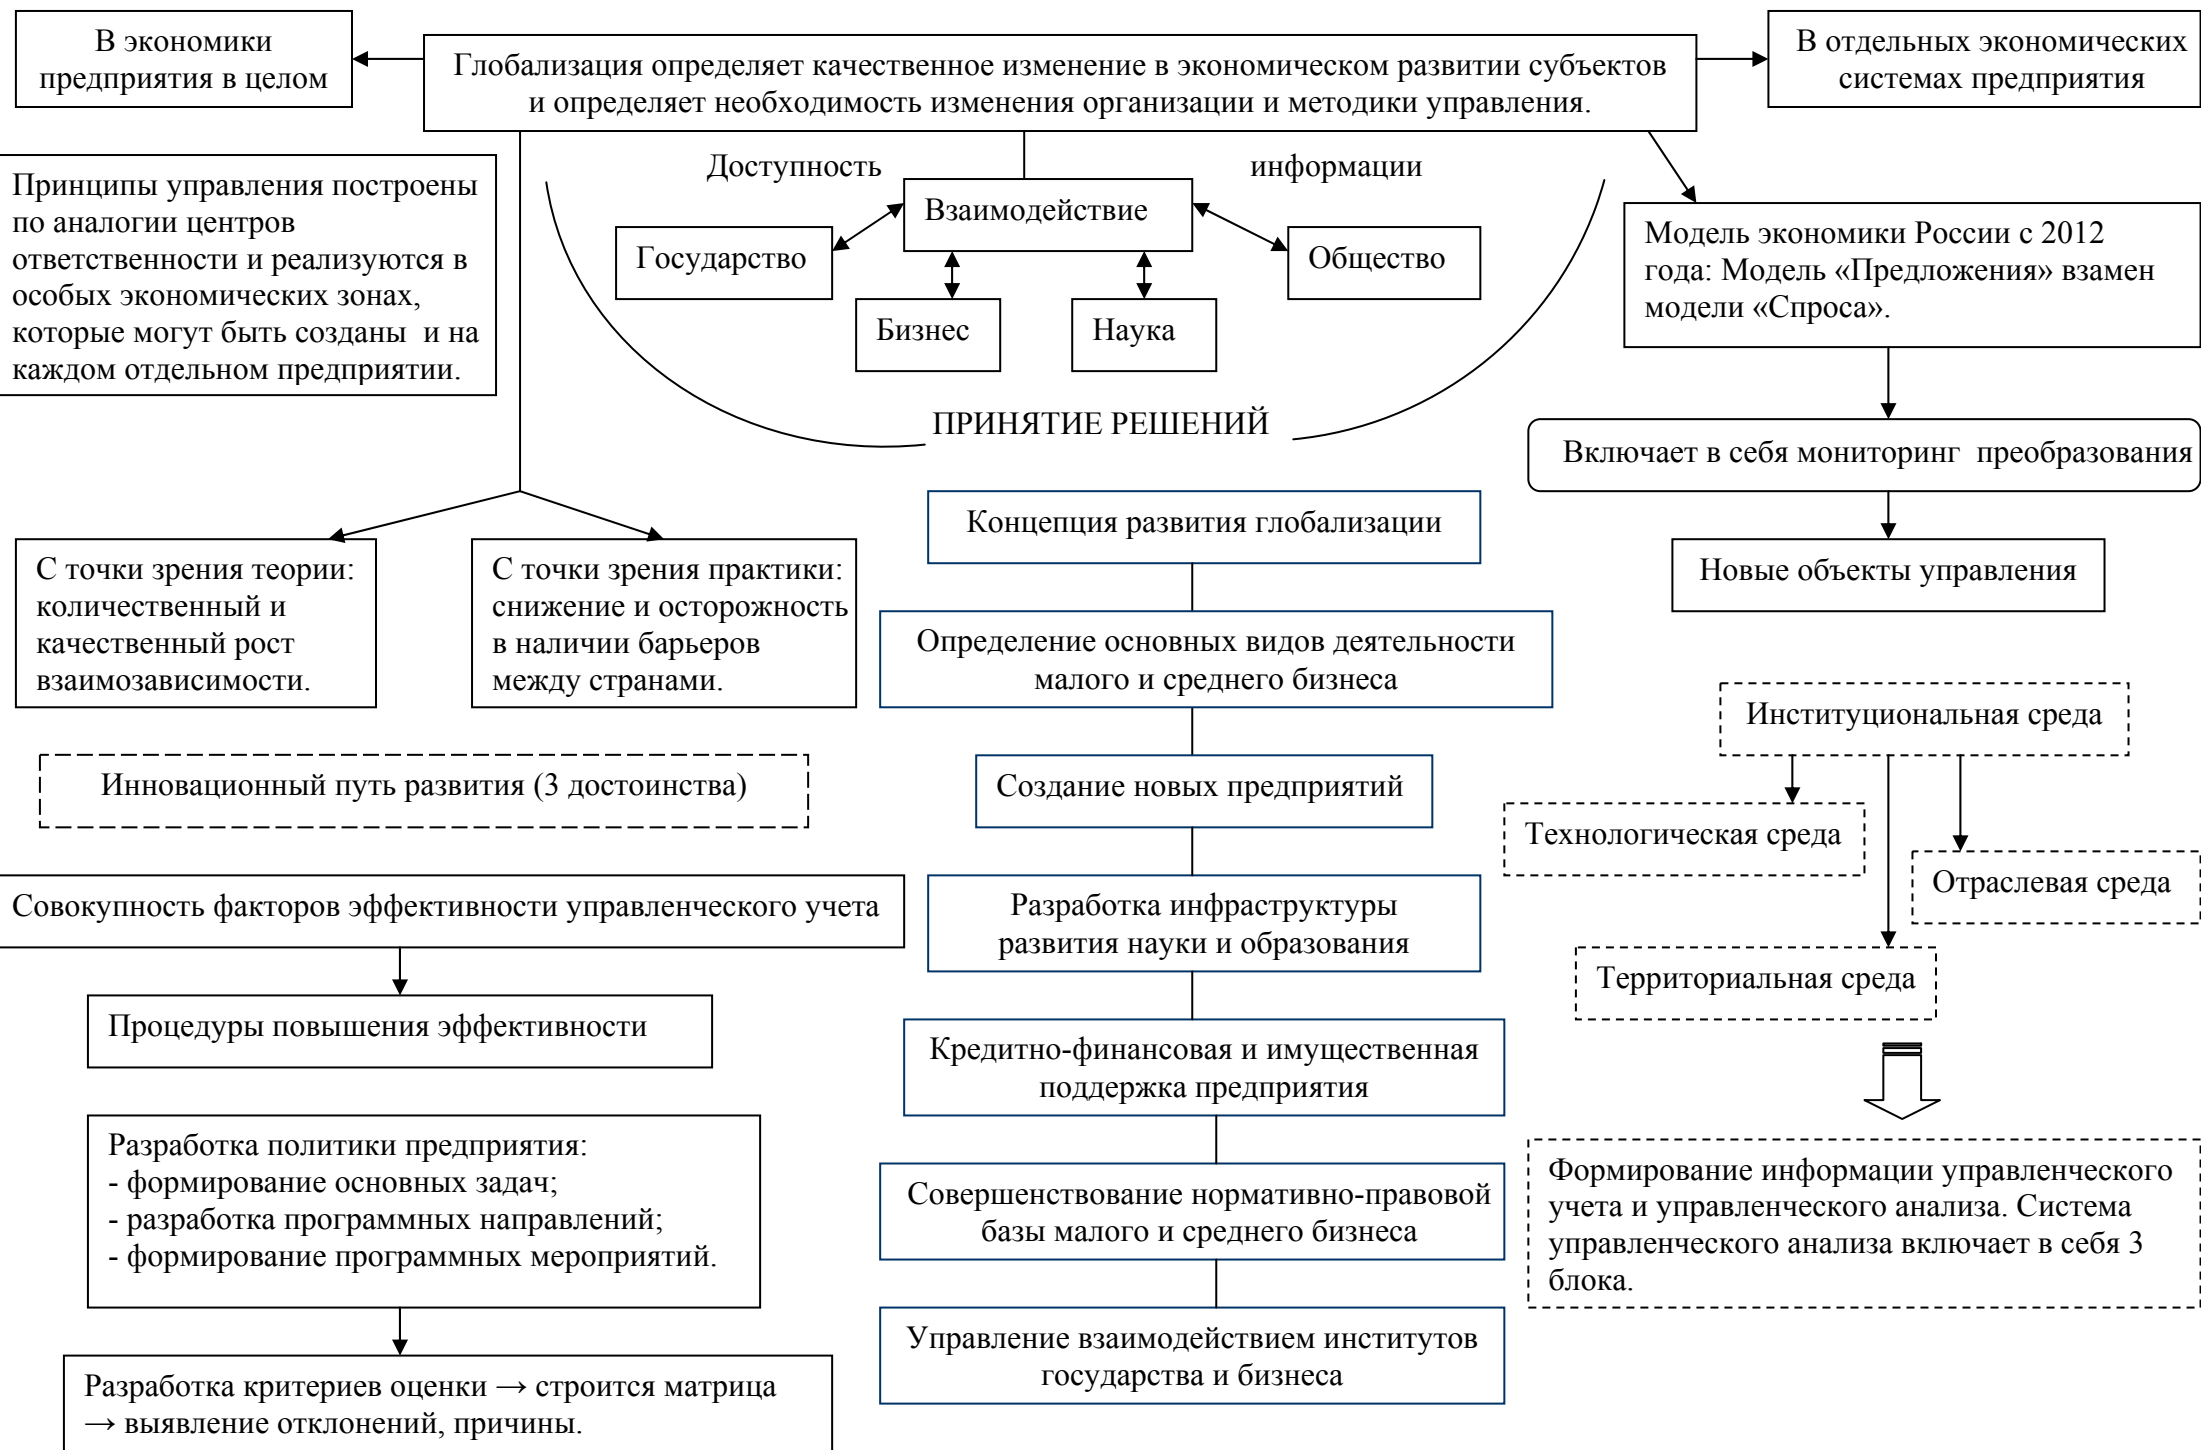 В экономики
предприятия в целом
Глобализация определяет качественное изменение в экономическом развитии субъектов
и определяет необходимость изменения организации и методики управления.
В отдельных экономических
системах предприятия
Принципы управления построены
по аналогии центров
ответственности и реализуются в
особых экономических зонах,
которые могут быть созданы  и на
каждом отдельном предприятии.
Доступность
информации
Взаимодействие
Государство
Общество
Бизнес
Наука
ПРИНЯТИЕ РЕШЕНИЙ
Модель экономики России с 2012
года: Модель «Предложения» взамен
модели «Спроса».
Включает в себя мониторинг  преобразования
Новые объекты управления
С точки зрения теории:
количественный и
качественный рост
взаимозависимости.
С точки зрения практики:
снижение и осторожность
в наличии барьеров
между странами.
Инновационный путь развития (3 достоинства)
Совокупность факторов эффективности управленческого учета
Процедуры повышения эффективности
Разработка политики предприятия:
- формирование основных задач;
- разработка программных направлений;
- формирование программных мероприятий.
Разработка критериев оценки → строится матрица
→ выявление отклонений, причины.
Концепция развития глобализации
Определение основных видов деятельности
малого и среднего бизнеса
Создание новых предприятий
Разработка инфраструктуры
развития науки и образования
Кредитно-финансовая и имущественная
поддержка предприятия
Совершенствование нормативно-правовой
базы малого и среднего бизнеса
Управление взаимодействием институтов
государства и бизнеса
Институциональная среда
Технологическая среда
Отраслевая среда
Территориальная среда
Формирование информации управленческого
учета и управленческого анализа. Система
управленческого анализа включает в себя 3
блока.